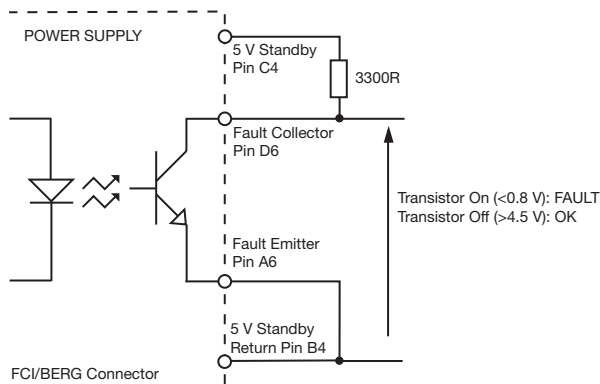 POWER SUPPLY
5 V Standby
Pin C4
3300R
Fault Collector
Pin D6
Transistor On (<0.8 V): FAULT
Transistor Off (>4.5 V): OK
Fault Emitter
Pin A6
5 V Standby
Return Pin B4
FCI/BERG Connector